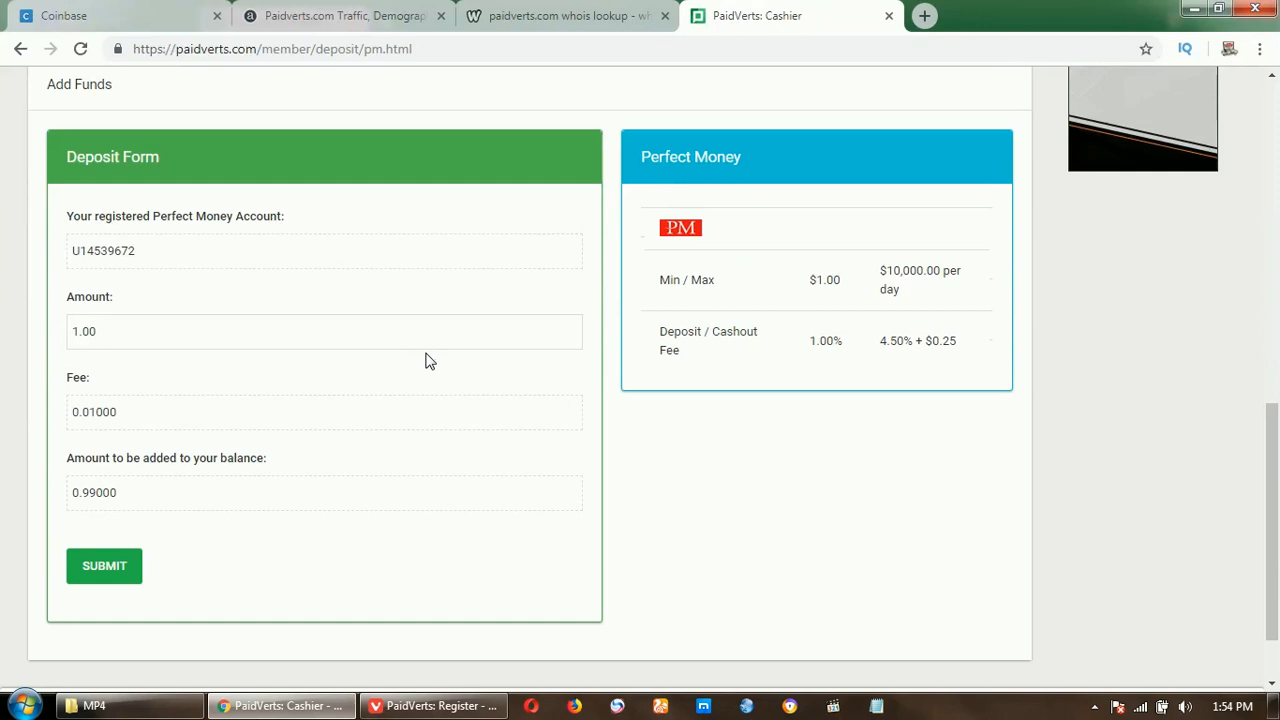 Coinbase
Paidverts.com Traffic, Demograp
paidverts.com whois lookup - wh
PaidVerts: Cashier
https://paidverts.com/member/deposit/pm.html
IQ
Add Funds
Deposit Form
Your registered Perfect Money Account:
U14539672
Amount:
1.00
Fee:
0.01000
Amount to be added to your balance:
0.99000
SUBMIT
Perfect Money
PM
Min / Max $1.00 $10,000.00 per
day
Deposit / Cashout
Fee 1.00% 4.50% + $0.25
MP4
PaidVerts: Cashier - ...
PaidVerts: Register - ...
1:54 PM